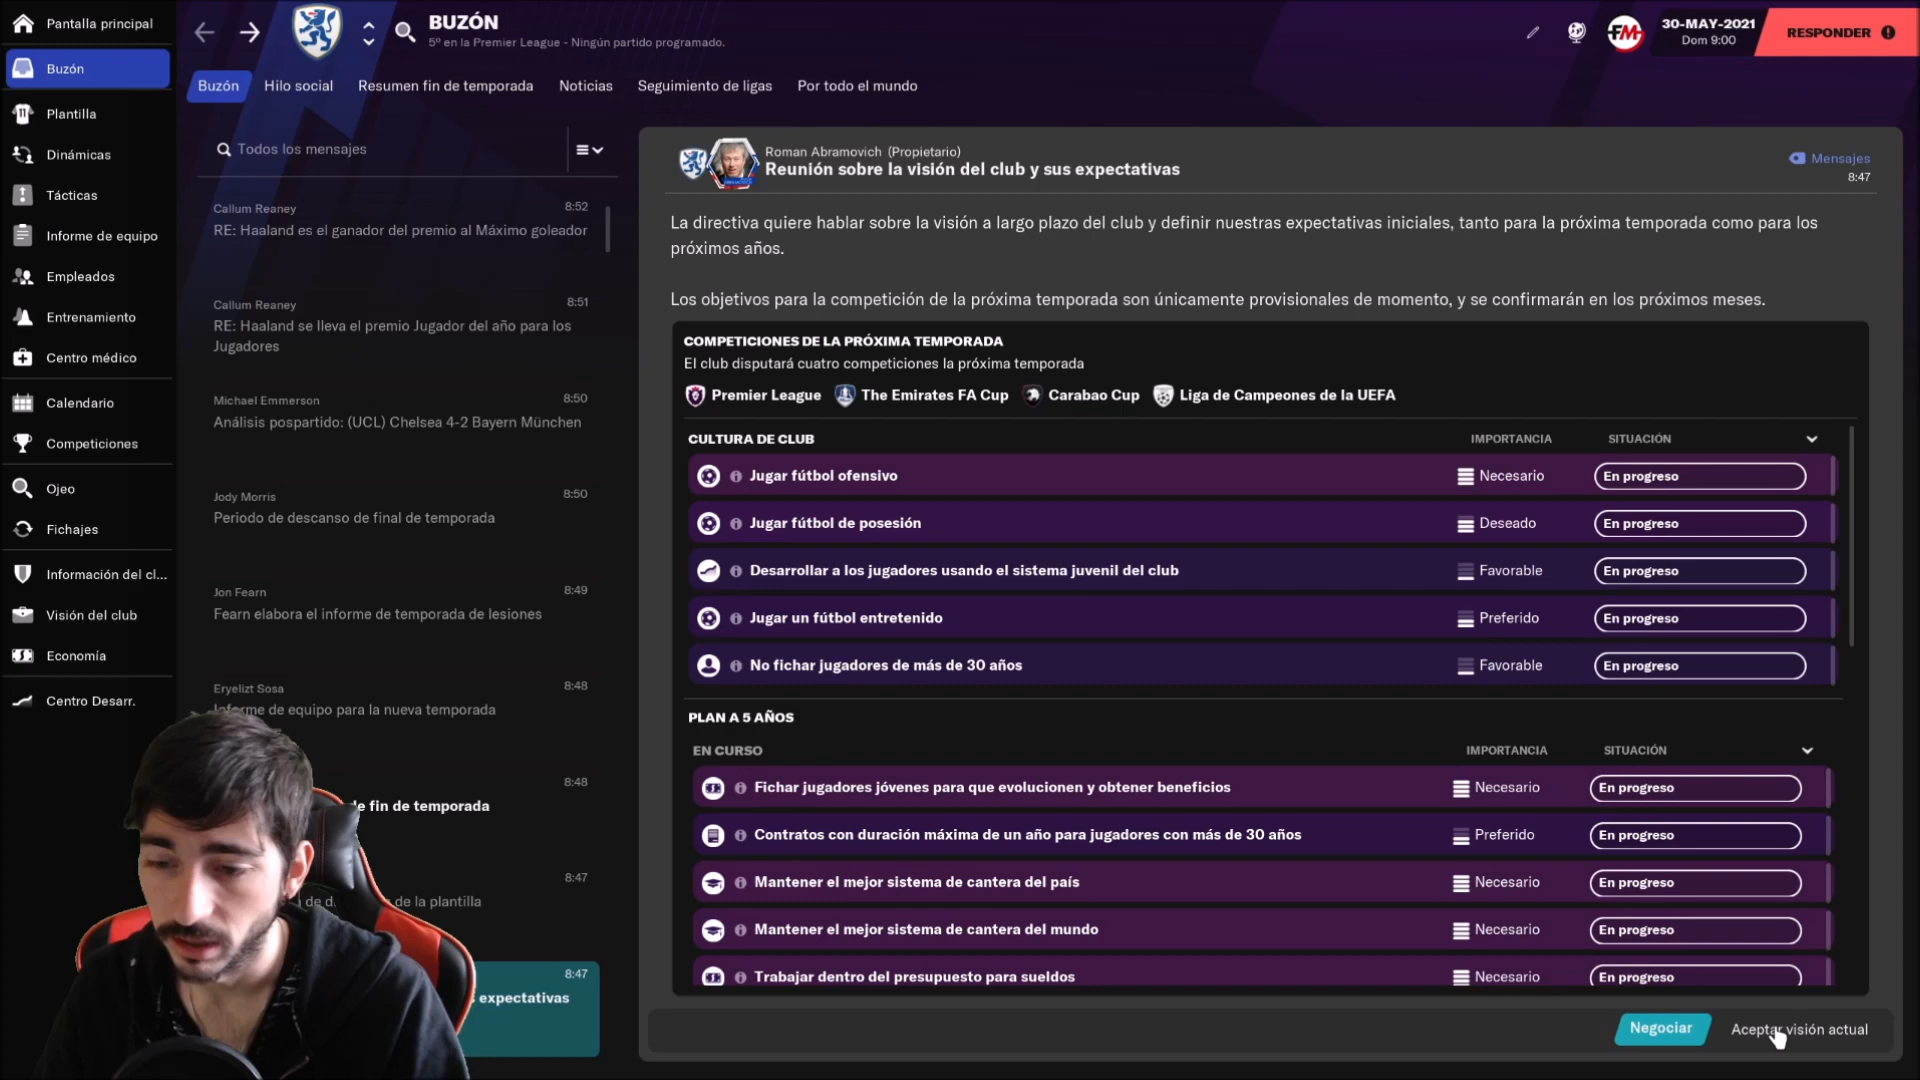 Pantalla principal
Buzón
Plantilla
Dinámicas
Tácticas
Informe de equipo
Empleados
Entrenamiento
Centro médico
Calendario
Competiciones
Ojeo
Fichajes
Información del cl...
Visión del club
Economía
Centro Desarr.
BUZÓN
5º en la Premier League - Ningún partido programado.
FM
30-MAY-2021
Dom 9:00
RESPONDER
Buzón
Hilo social
Resumen fin de temporada
Noticias
Seguimiento de ligas
Por todo el mundo
Todos los mensajes
Callum Reaney 8:52
RE: Haaland es el ganador del premio al Máximo goleador
Callum Reaney 8:51
RE: Haaland se lleva el premio Jugador del año para los
Jugadores
Michael Emmerson 8:50
Análisis pospartido: (UCL) Chelsea 4-2 Bayern München
Jody Morris 8:50
Periodo de descanso de final de temporada
Jon Fearn 8:49
Fearn elabora el informe de temporada de lesiones
Eryelizt Sosa 8:48
Informe de equipo para la nueva temporada
8:48
de fin de temporada
8:47
de la plantilla
8:47
expectativas
Roman Abramovich (Propietario)
Reunión sobre la visión del club y sus expectativas
Mensajes
8:47
La directiva quiere hablar sobre la visión a largo plazo del club y definir nuestras expectativas iniciales, tanto para la próxima temporada como para los
próximos años.
Los objetivos para la competición de la próxima temporada son únicamente provisionales de momento, y se confirmarán en los próximos meses.
COMPETICIONES DE LA PRÓXIMA TEMPORADA
El club disputará cuatro competiciones la próxima temporada
Premier League The Emirates FA Cup Carabao Cup Liga de Campeones de la UEFA
CULTURA DE CLUB IMPORTANCIA SITUACIÓN
Jugar fútbol ofensivo Necesario En progreso
Jugar fútbol de posesión Deseado En progreso
Desarrollar a los jugadores usando el sistema juvenil del club Favorable En progreso
Jugar un fútbol entretenido Preferido En progreso
No fichar jugadores de más de 30 años Favorable En progreso
PLAN A 5 AÑOS
EN CURSO IMPORTANCIA SITUACIÓN
Fichar jugadores jóvenes para que evolucionen y obtener beneficios Necesario En progreso
Contratos con duración máxima de un año para jugadores con más de 30 años Preferido En progreso
Mantener el mejor sistema de cantera del país Necesario En progreso
Mantener el mejor sistema de cantera del mundo Necesario En progreso
Trabajar dentro del presupuesto para sueldos Necesario En progreso
Negociar
Aceptar visión actual